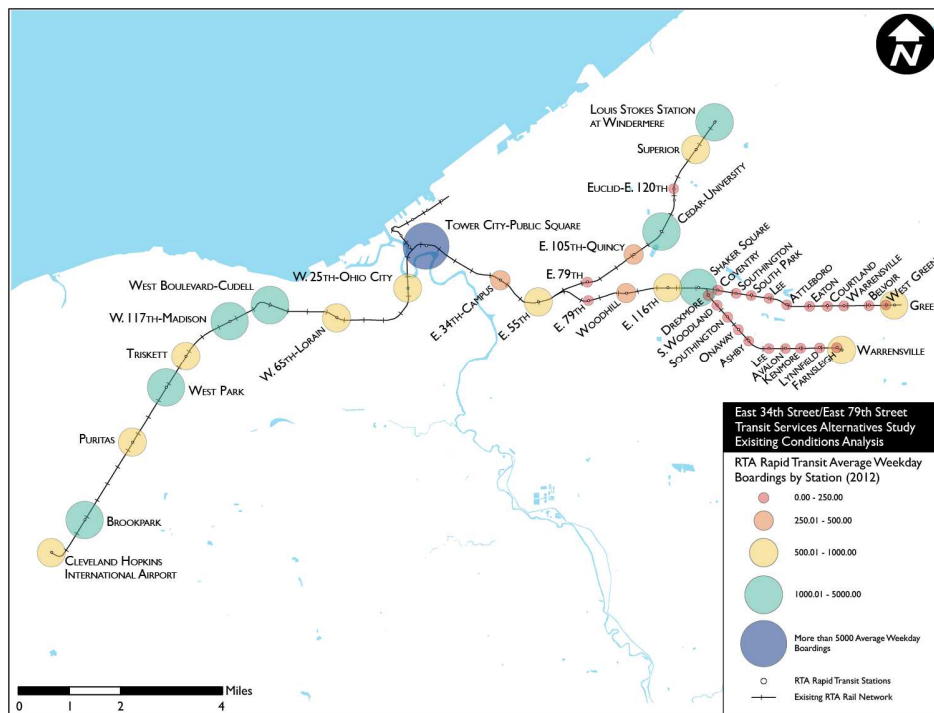 N
LOUIS STOKES STATION
AT WINDERMERE
SUPERIOR
EUCLID-E. 120TH
CEDAR-UNIVERSITY
TOWER CITY-PUBLIC SQUARE
E. 105TH-QUINCY
SHAKER SQUARE
COVENTRY
SOUTHINGTON
SOUTH PARK
LEE
ATTLEBORO
EATON
COURTLAND
WARRENSVILLE
BELVOIR
WEST GREEN
GREE
W. 25TH-OHIO CITY
E. 79TH
WEST BOULEVARD-CUDELL
E. 34TH-CAMPUS
E. 55TH
E. 79TH
WOODHILL
E. 116TH
DREXMORE
S. WOODLAND
SOUTHINGTON
ONAWAY
ASHBY
LEE
AVALON
KENMORE
LYNNFIELD
FARNSLEIGH
WARRENSVILLE
W. 117TH-MADISON
W. 65TH-LORAIN
TRISKETT
WEST PARK
PURITAS
BROOKPARK
CLEVELAND HOPKINS
INTERNATIONAL AIRPORT
East 34th Street/East 79th Street
Transit Services Alternatives Study
Exisiting Conditions Analysis
RTA Rapid Transit Average Weekday
Boardings by Station (2012)
0.00 - 250.00
250.01 - 500.00
500.01 - 1000.00
1000.01 - 5000.00
More than 5000 Average Weekday
Boardings
RTA Rapid Transit Stations
Exisitng RTA Rail Network
Miles
0 1 2 4